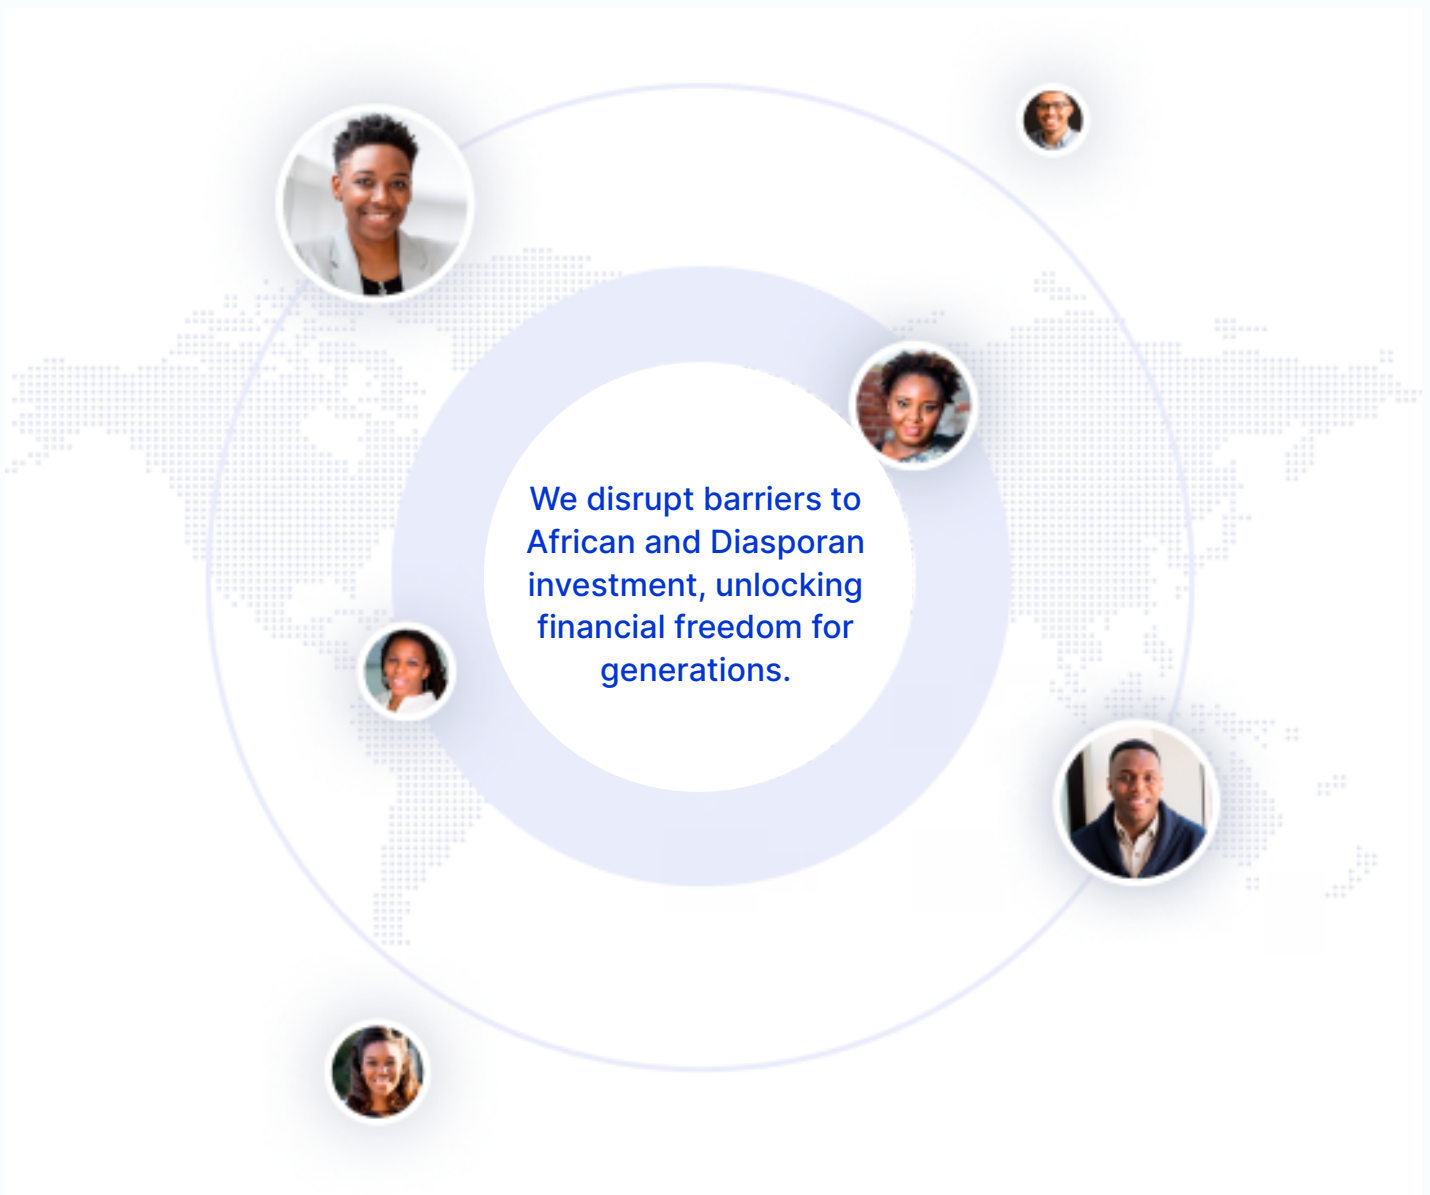 We disrupt barriers to
African and Diasporan
investment, unlocking
financial freedom for
generations.